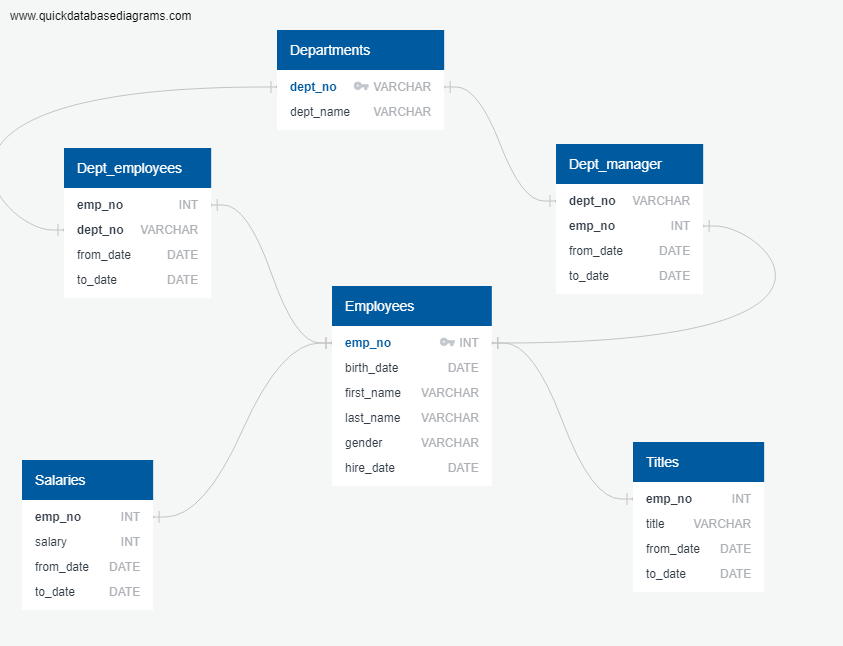 www.quickdatabasediagrams.com
Departments
dept_no VARCHAR
dept_name VARCHAR
Dept_employees
emp_no INT
dept_no VARCHAR
from_date DATE
to_date DATE
Dept_manager
dept_no VARCHAR
emp_no INT
from_date DATE
to_date DATE
Employees
emp_no INT
birth_date DATE
first_name VARCHAR
last_name VARCHAR
gender VARCHAR
hire_date DATE
Salaries
emp_no INT
salary INT
from_date DATE
to_date DATE
Titles
emp_no INT
title VARCHAR
from_date DATE
to_date DATE